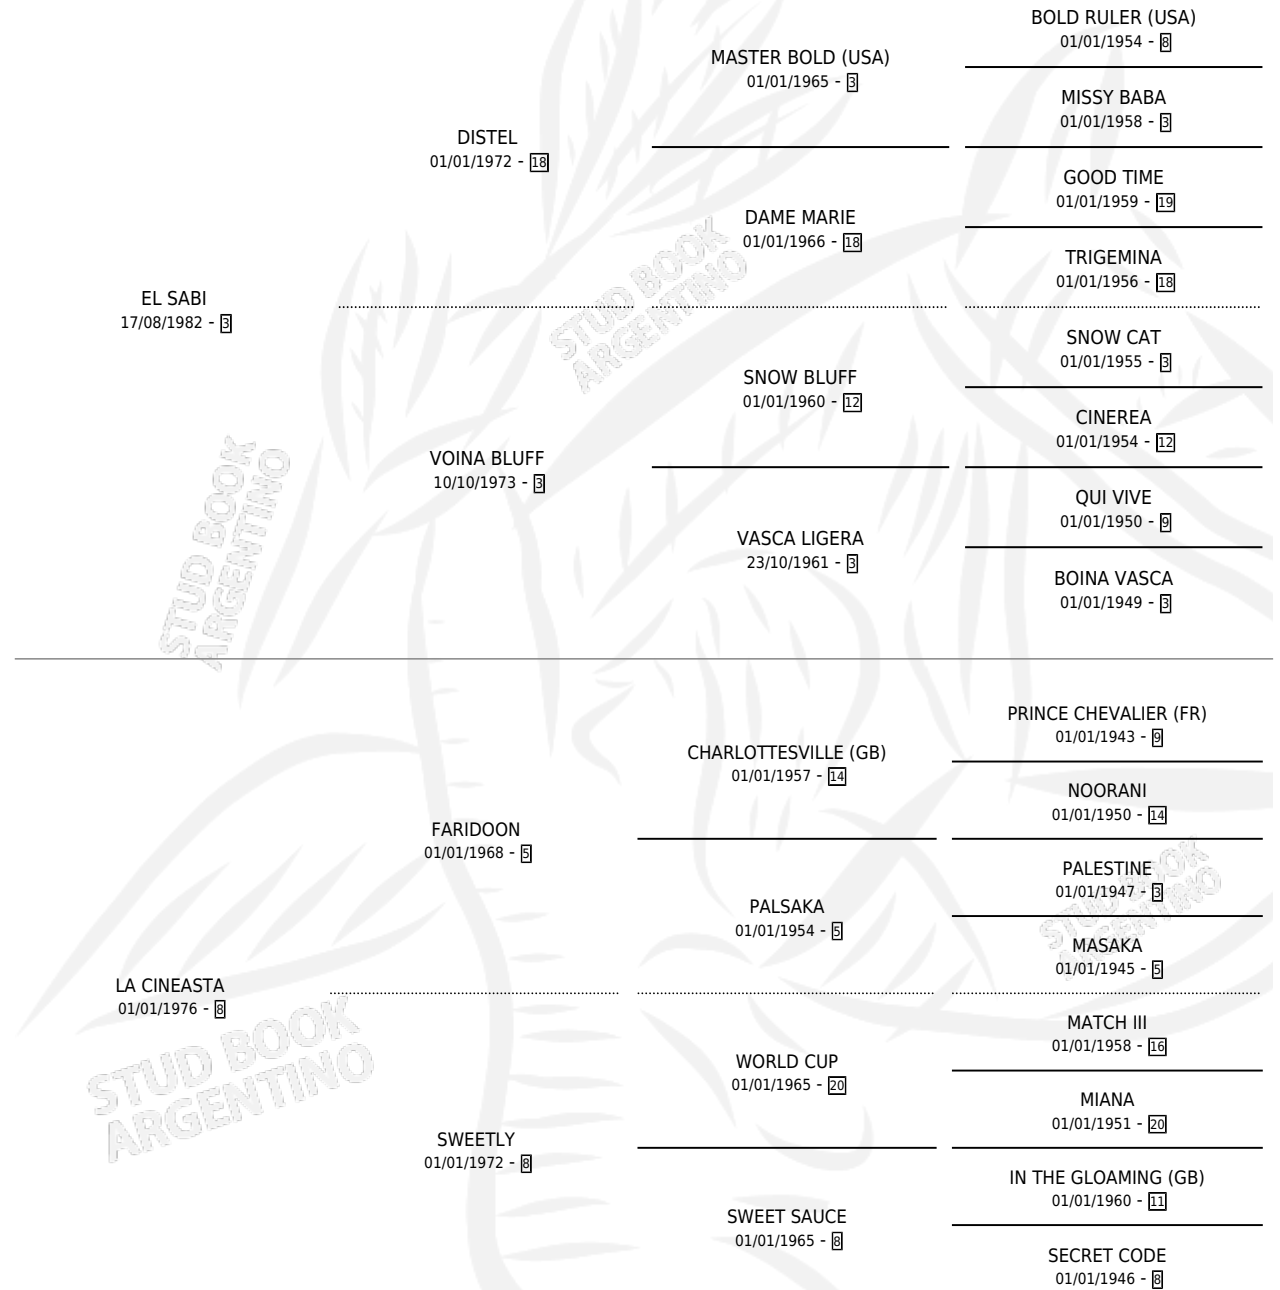 BOLD RULER (USA)
01/01/1954 - 8
MASTER BOLD (USA)
01/01/1965 - 3
MISSY BABA
01/01/1958 - 3
DISTEL
01/01/1972 - 18
GOOD TIME
01/01/1959 - 19
DAME MARIE
01/01/1966 - 18
TRIGEMINA
01/01/1956 - 18
EL SABI
17/08/1982 - 3
STUD BOOK
ARGENTINO
SNOW CAT
01/01/1955 - 3
SNOW BLUFF
01/01/1960 - 12
CINEREA
01/01/1954 - 12
VOINA BLUFF
10/10/1973 - 3
QUI VIVE
01/01/1950 - 9
VASCA LIGERA
23/10/1961 - 3
BOINA VASCA
01/01/1949 - 3
STUD BOOK
ARGENTINO
PRINCE CHEVALIER (FR)
01/01/1943 - 9
CHARLOTTESVILLE (GB)
01/01/1957 - 14
NOORANI
01/01/1950 - 14
FARIDOON
01/01/1968 - 5
PALESTINE
01/01/1947 - 3
PALSAKA
01/01/1954 - 5
MASAKA
01/01/1945 - 5
STUD BOOK
ARGENTINO
LA CINEASTA
01/01/1976 - 8
STUD BOOK
ARGENTINO
MATCH III
01/01/1958 - 16
WORLD CUP
01/01/1965 - 20
MIANA
01/01/1951 - 20
SWEETLY
01/01/1972 - 8
IN THE GLOAMING (GB)
01/01/1960 - 11
SWEET SAUCE
01/01/1965 - 8
SECRET CODE
01/01/1946 - 8